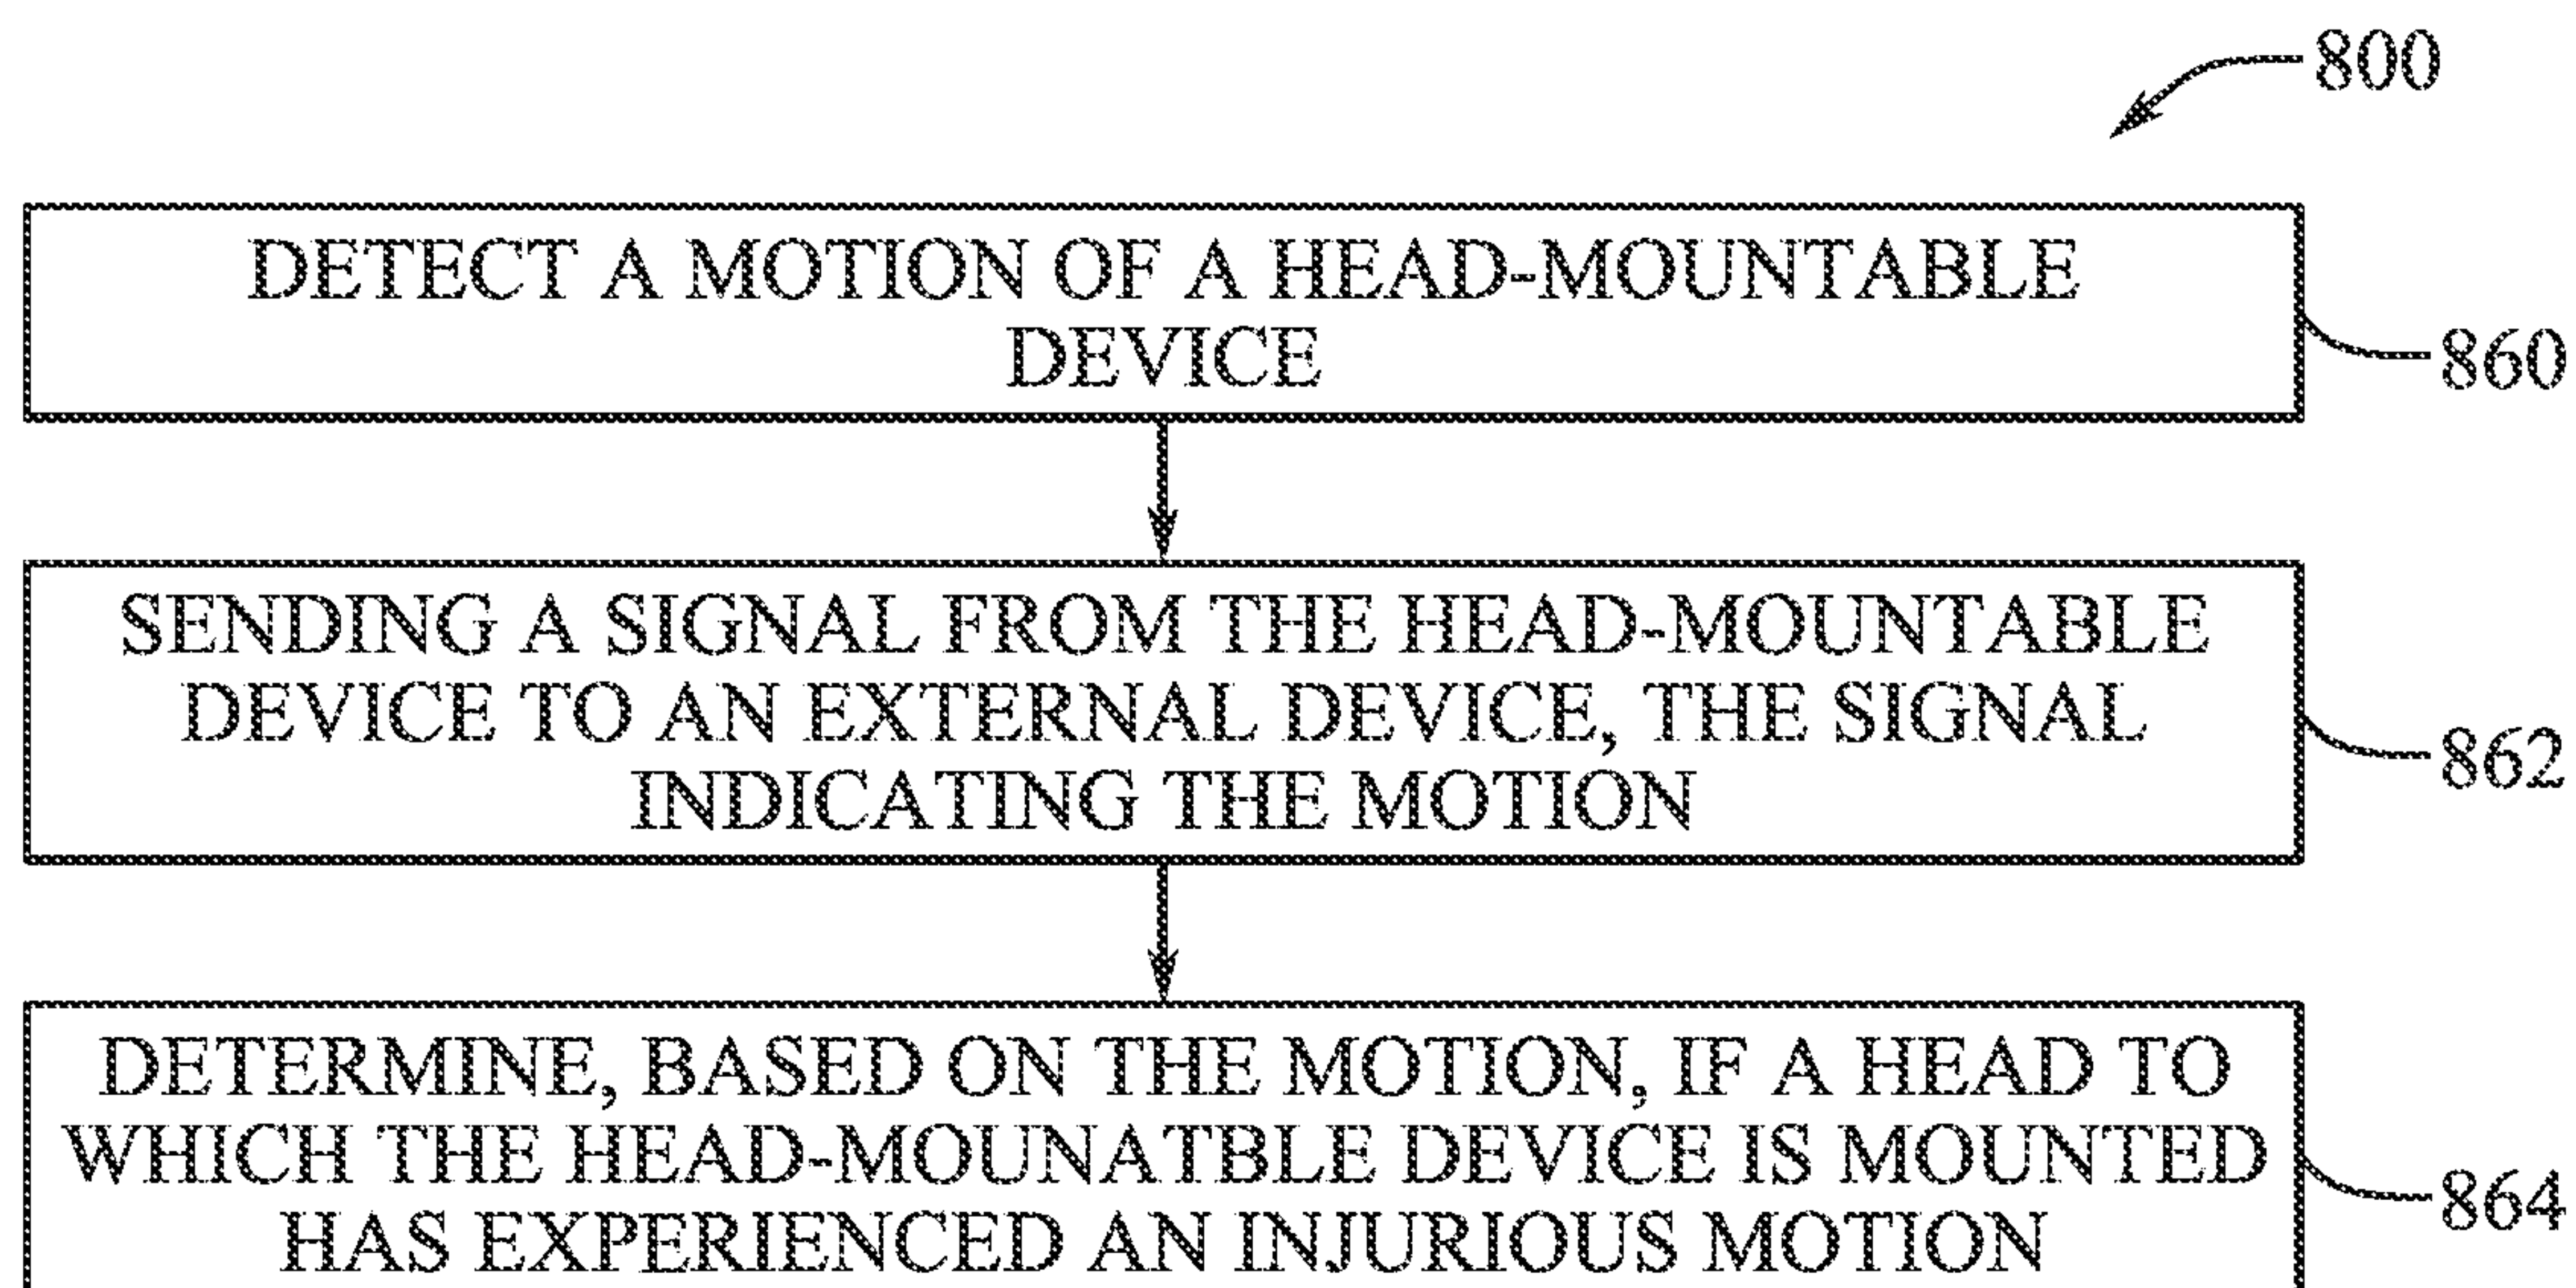 800
DETECT A MOTION OF A HEAD-MOUNTABLE
DEVICE
860
SENDING A SIGNAL FROM THE HEAD-MOUNTABLE
DEVICE TO AN EXTERNAL DEVICE, THE SIGNAL
INDICATING THE MOTION
862
DETERMINE, BASED ON THE MOTION, IF A HEAD TO
WHICH THE HEAD-MOUNATBLE DEVICE IS MOUNTED
HAS EXPERIENCED AN INJURIOUS MOTION
864